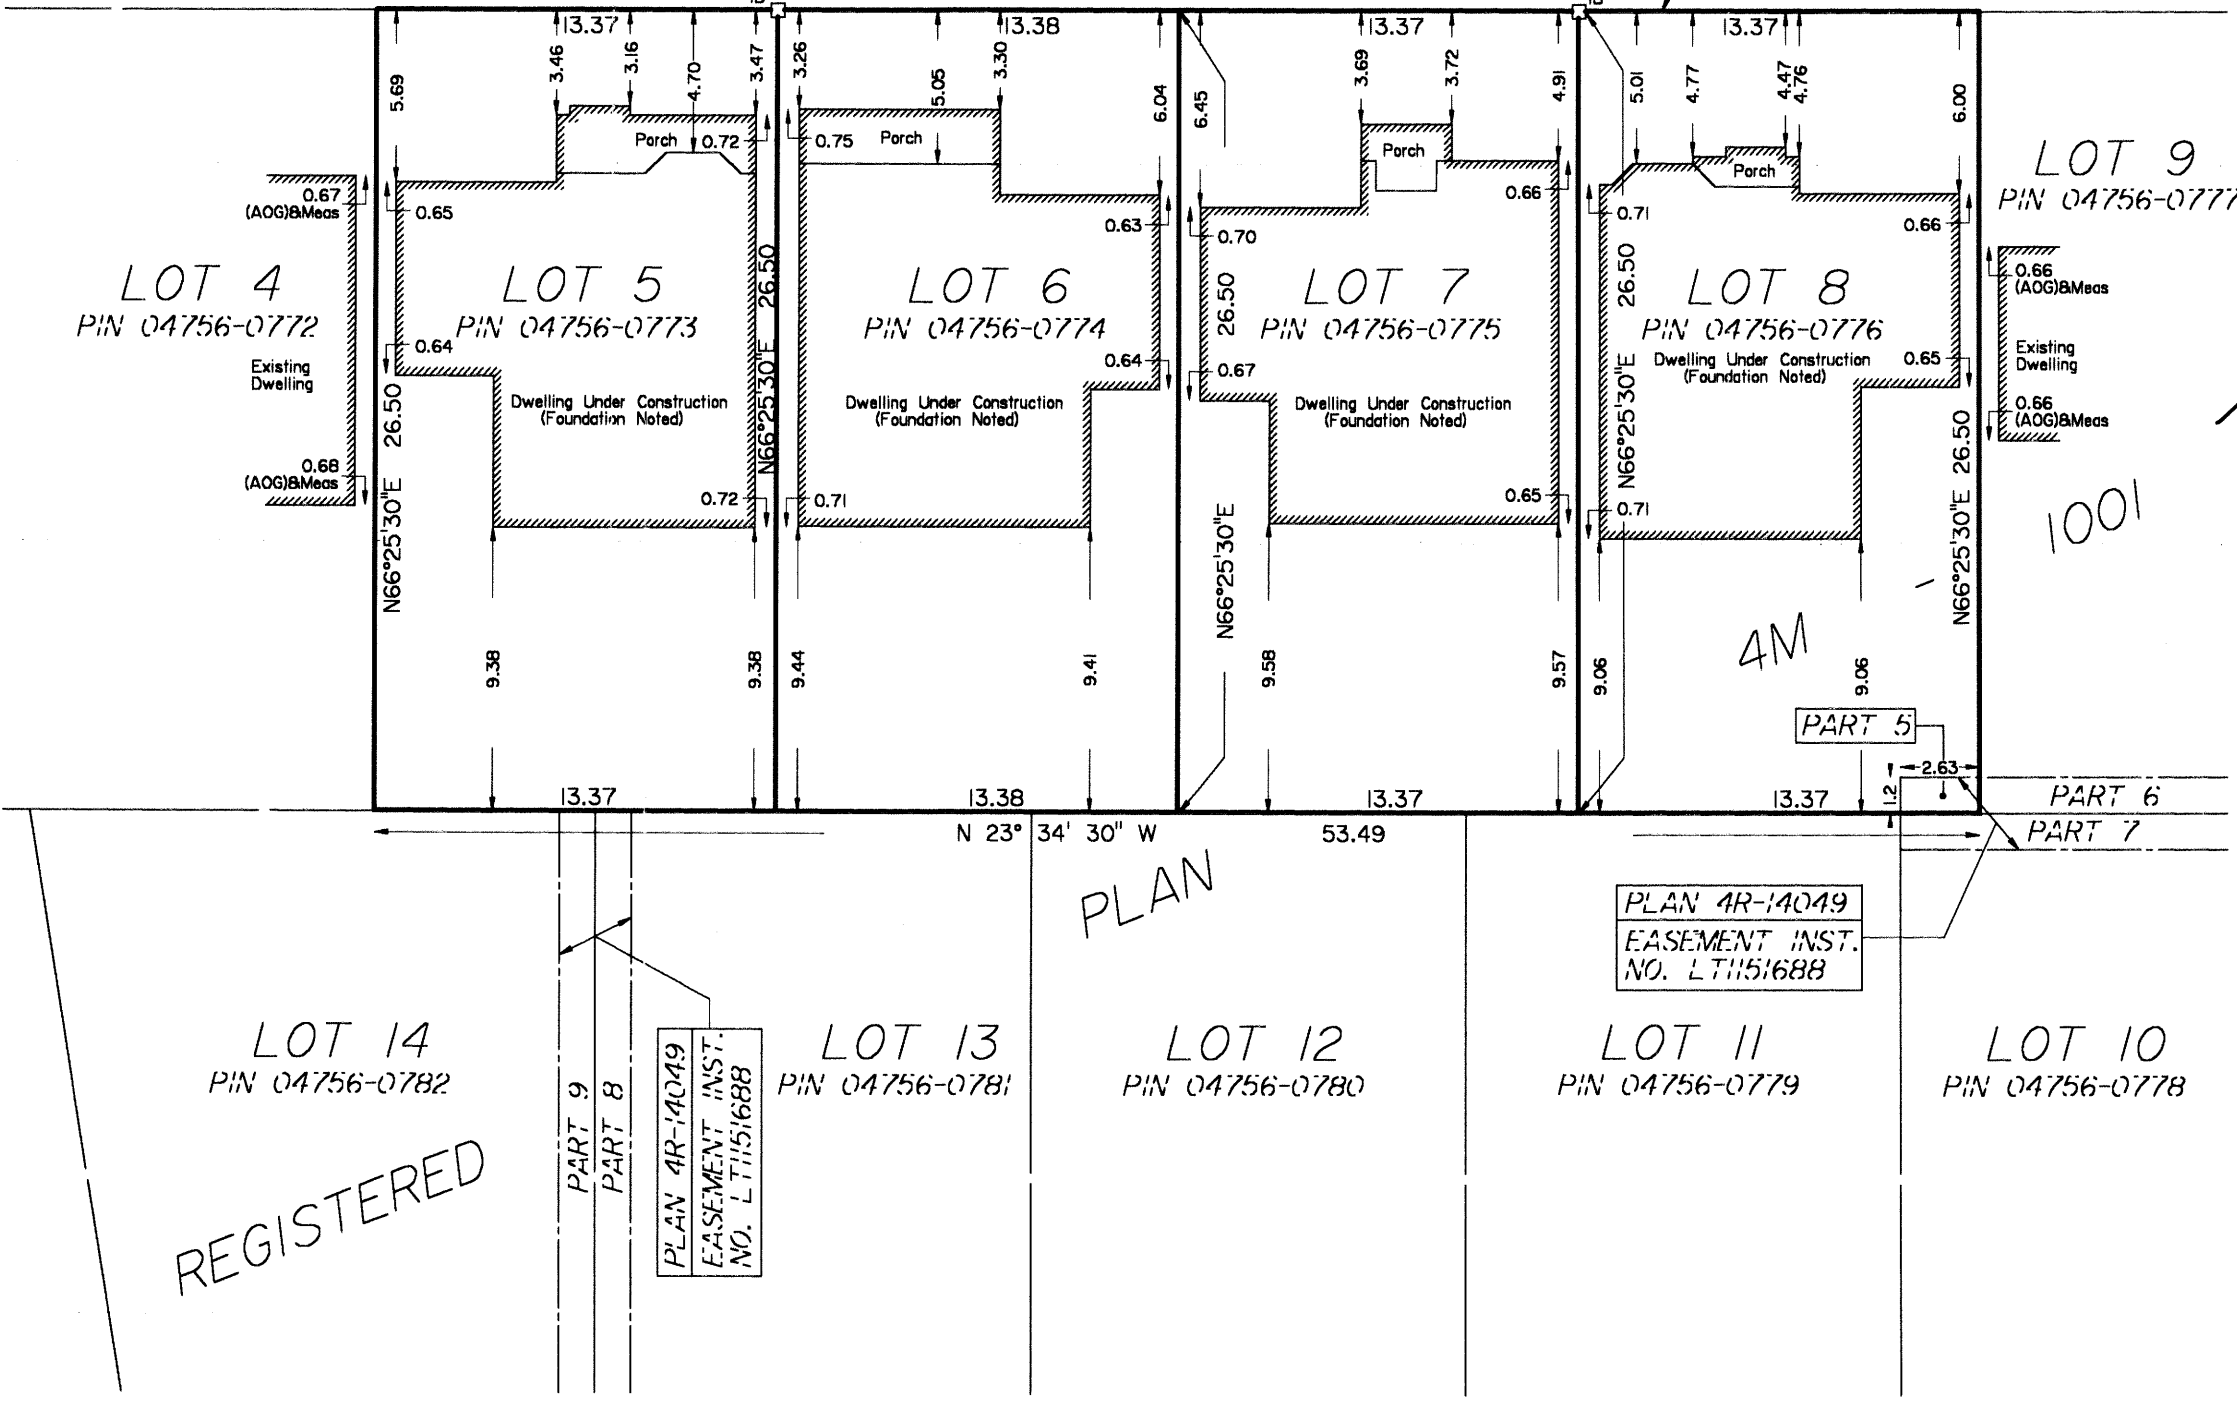 13.37
13.38
13.37
13.37
5.69
3.46
3.16
4.70
3.47
3.26
5.05
3.30
6.04
6.45
3.69
3.72
4.91
5.01
4.77
4.47
4.76
6.00
Porch
0.72
0.75
Porch
Porch
0.66
Porch
LOT 9
PIN 04756-0777
0.67
(AOG)&Meas
0.65
0.63
0.70
0.71
0.66
LOT 4
PIN 04756-0772
Existing
Dwelling
0.68
(AOG)&Meas
LOT 5
PIN 04756-0773
0.64
Dwelling Under Construction
(Foundation Noted)
0.72
N66°25'30"E 26.50
N66°25'30"E 26.50
LOT 6
PIN 04756-0774
0.64
Dwelling Under Construction
(Foundation Noted)
0.71
LOT 7
PIN 04756-0775
0.67
Dwelling Under Construction
(Foundation Noted)
0.65
N66°25'30"E
26.50
LOT 8
PIN 04756-0776
Dwelling Under Construction
(Foundation Noted)
0.65
0.71
N66°25'30"E 26.50
N66°25'30"E 26.50
0.66
(AOG)&Meas
Existing
Dwelling
0.66
(AOG)&Meas
1001
4M
9.38
9.38
9.44
9.41
9.58
9.57
9.06
9.06
PART 5
2.63
1.2
PART 6
PART 7
13.37
13.38
13.37
13.37
N 23° 34' 30" W
53.49
PLAN
PLAN 4R-14049
EASEMENT INST.
NO. LT1151688
LOT 14
PIN 04756-0782
PART 9
PART 8
PLAN 4R-14049
EASEMENT INST.
NO. LT1151688
LOT 13
PIN 04756-0781
LOT 12
PIN 04756-0780
LOT 11
PIN 04756-0779
LOT 10
PIN 04756-0778
REGISTERED